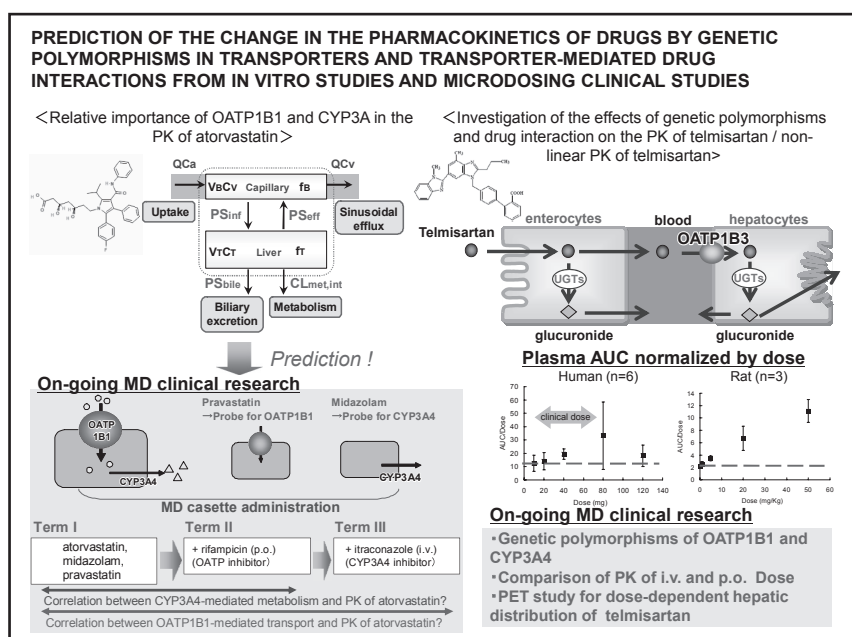 PREDICTION OF THE CHANGE IN THE PHARMACOKINETICS OF DRUGS BY GENETIC
POLYMORPHISMS IN TRANSPORTERS AND TRANSPORTER-MEDIATED DRUG
INTERACTIONS FROM IN VITRO STUDIES AND MICRODOSING CLINICAL STUDIES
<Relative importance of OATP1B1 and CYP3A in the
PK of atorvastatin>
QCa
QCv
VBCv Capillary fB
Uptake
Sinusoidal
efflux
PSinf
PSeff
VTCT Liver fT
PSbile
CLmet,int
Biliary
excretion
Metabolism
Prediction !
On-going MD clinical research
OATP
1B1
CYP3A4
Pravastatin
→Probe for OATP1B1
Midazolam
→Probe for CYP3A4
CYP3A4
MD casette administration
Term I
Term II
Term III
atorvastatin,
midazolam,
pravastatin
+ rifampicin (p.o.)
(OATP inhibitor)
+ itraconazole (i.v.)
(CYP3A4 inhibitor)
Correlation between CYP3A4-mediated metabolism and PK of atorvastatin?
Correlation between OATP1B1-mediated transport and PK of atorvastatin?
<Investigation of the effects of genetic polymorphisms
and drug interaction on the PK of telmisartan / non-
linear PK of telmisartan>
enterocytes
blood
hepatocytes
Telmisartan
OATP1B3
UGTs
UGTs
glucuronide
glucuronide
Plasma AUC normalized by dose
Human (n=6)
Rat (n=3)
AUC/Dose
70
60
50
40
30
20
10
0
clinical dose
0 20 40 60 80 100 120 140
Dose (mg)
AUC/Dose
14
12
10
8
6
4
2
0
0 10 20 30 40 50 60
Dose (mg/Kg)
On-going MD clinical research
・Genetic polymorphisms of OATP1B1 and
CYP3A4
・Comparison of PK of i.v. and p.o. Dose
・PET study for dose-dependent hepatic
distribution of telmisartan